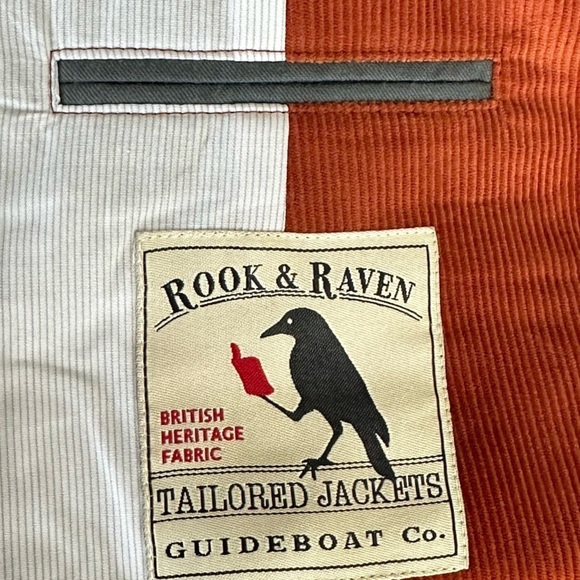 ROOK & RAVEN
BRITISH
HERITAGE
FABRIC
TAILORED JACKETS
GUIDEBOAT Co.